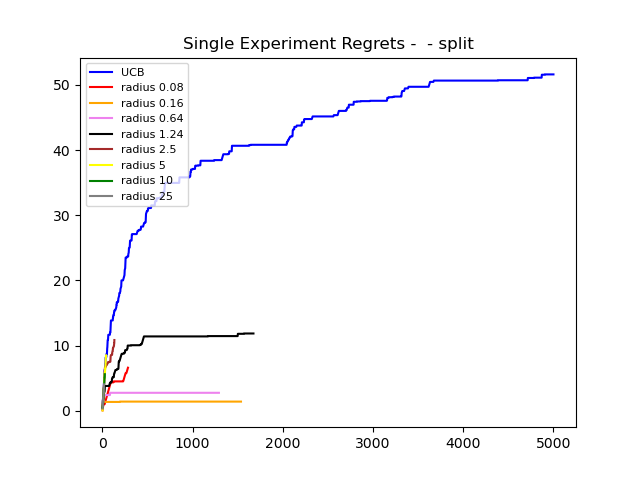 Single Experiment Regrets -  - split
UCB
radius 0.08
radius 0.16
radius 0.64
radius 1.24
radius 2.5
radius 5
radius 10
radius 25
50
40
30
20
10
0
0 1000 2000 3000 4000 5000